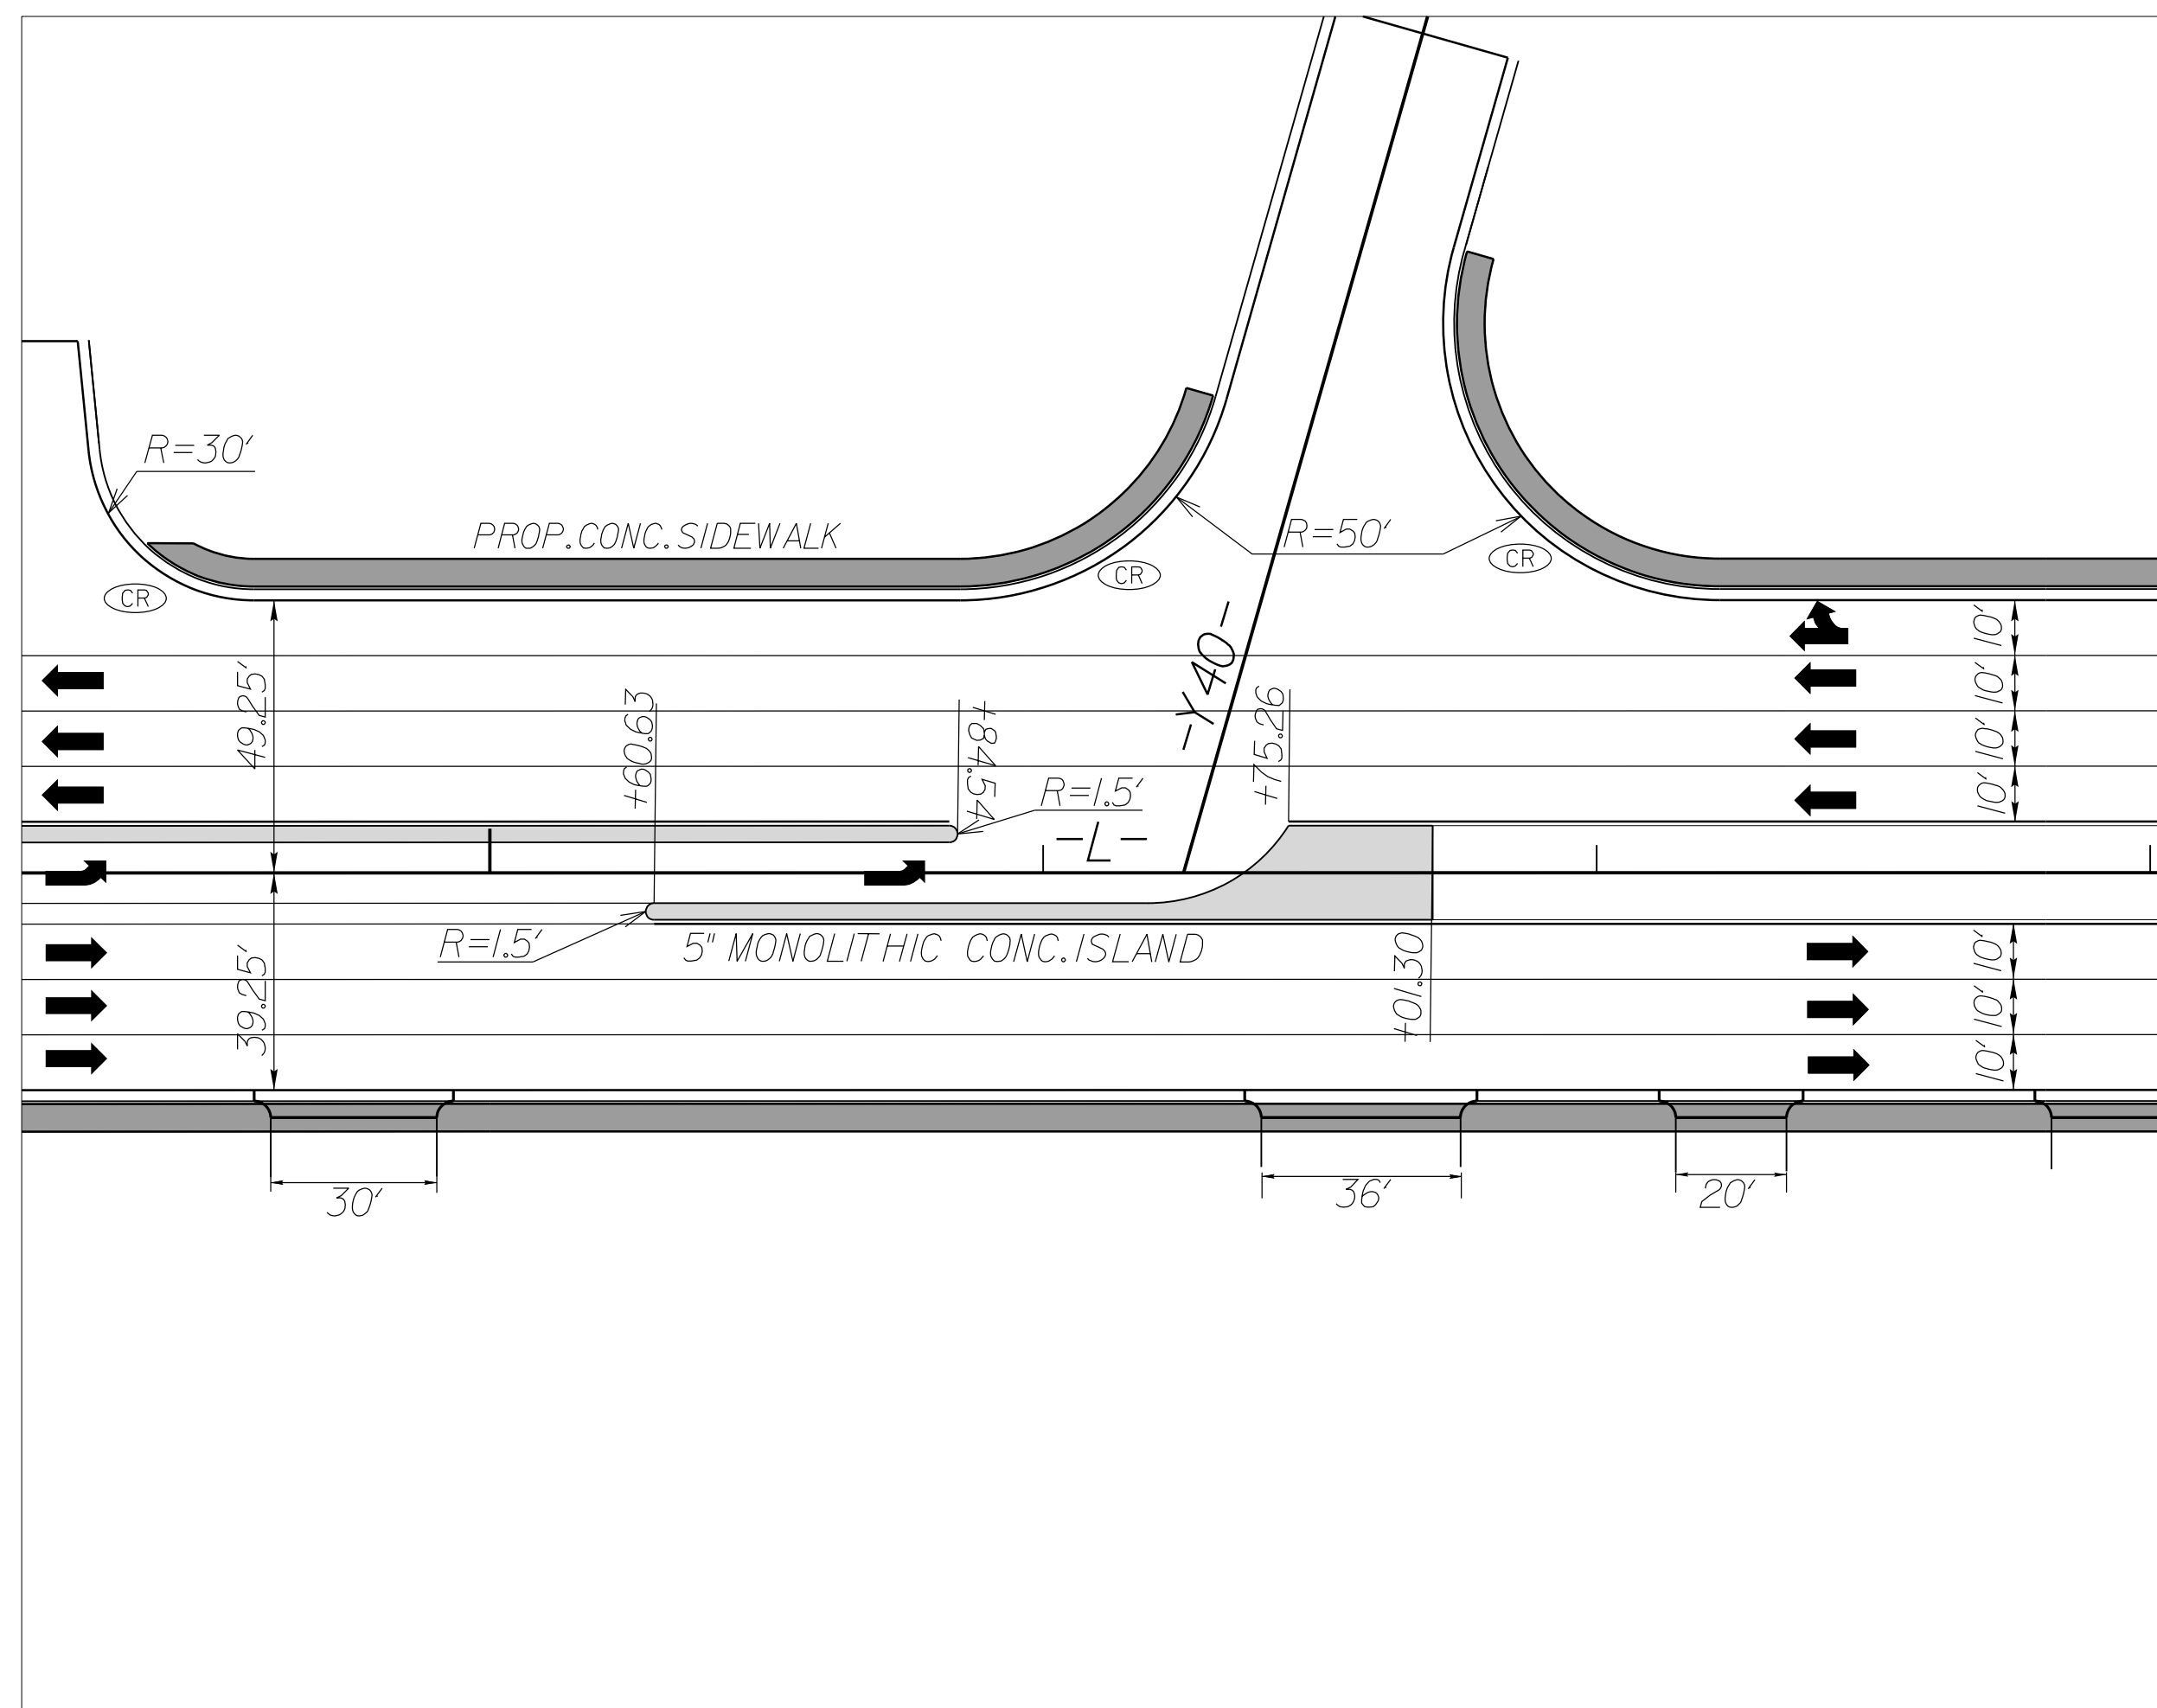 R=30'
PROP.CONC.SIDEWALK
R=50'
CR
CR
CR
10'
49.25'
-Y40-
10'
+60.63
+84.54
+75.26
10'
R=1.5'
10'
-L-
R=1.5'
5" MONOLITHIC CONC.ISLAND
10'
39.25'
+01.30
10'
10'
30'
36'
20'